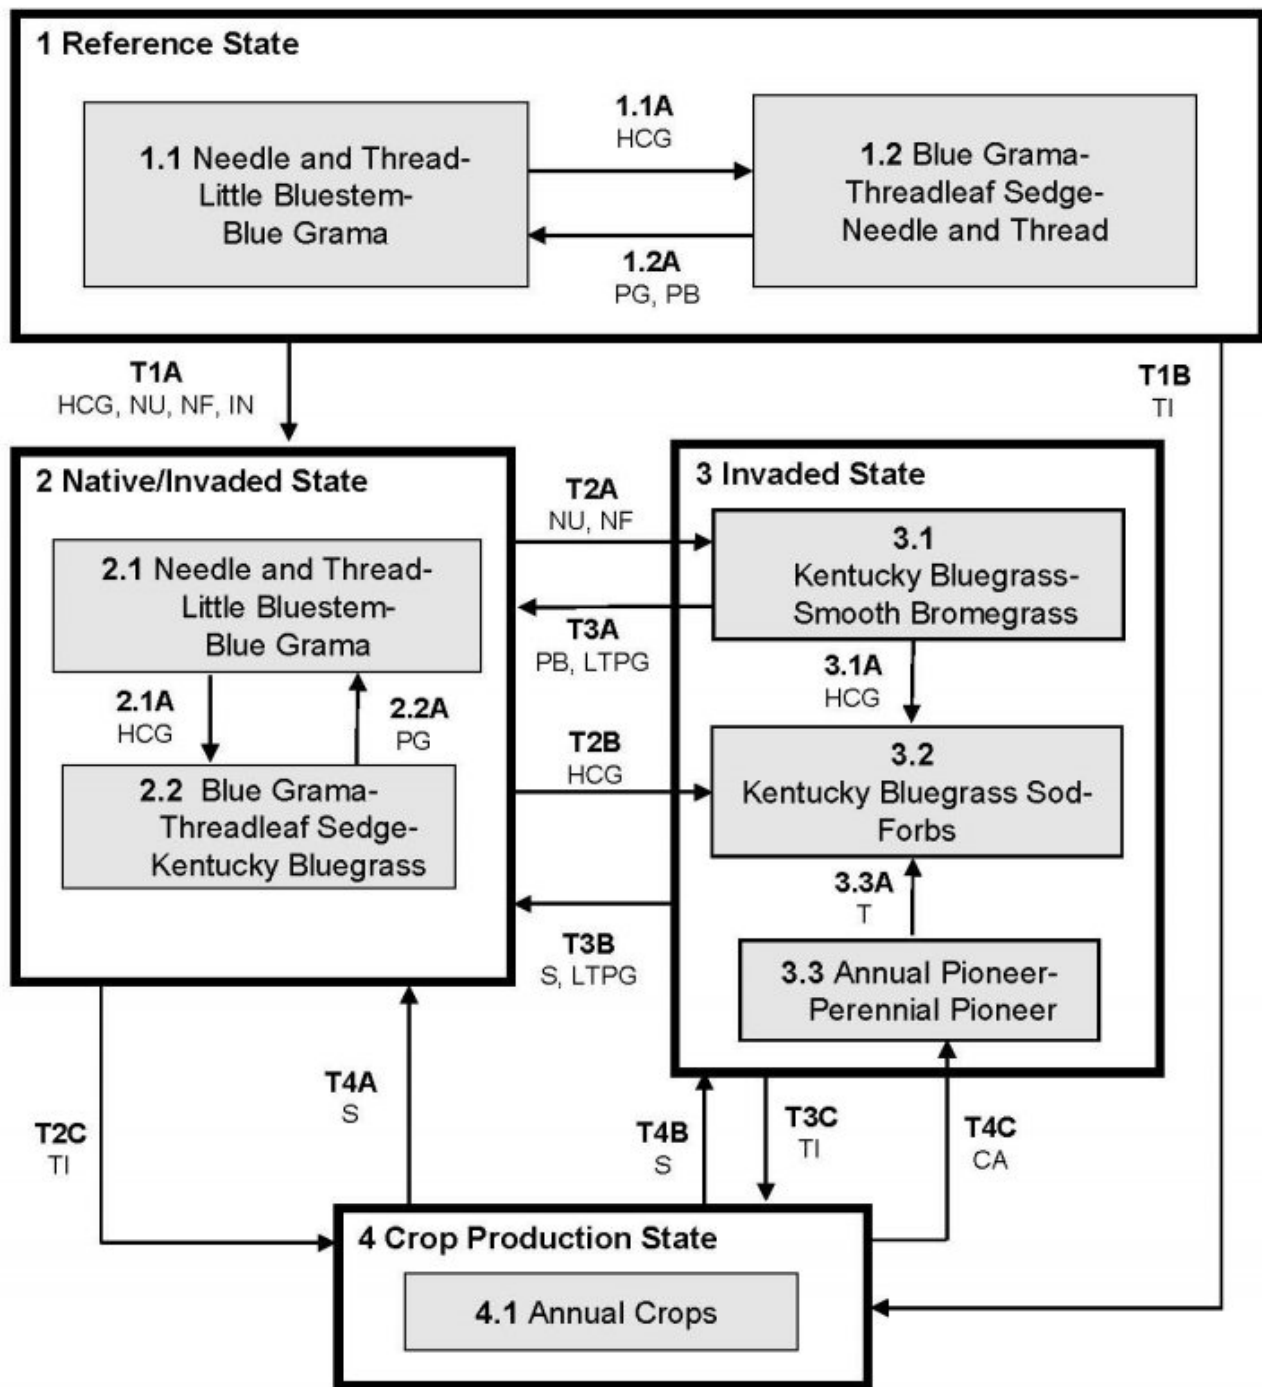 1 Reference State
1.1 Needle and Thread-
Little Bluestem-
Blue Grama
1.1A
HCG
1.2A
PG, PB
1.2 Blue Grama-
Threadleaf Sedge-
Needle and Thread
T1A
HCG, NU, NF, IN
T1B
TI
2 Native/Invaded State
2.1 Needle and Thread-
Little Bluestem-
Blue Grama
2.1A
HCG
2.2A
PG
2.2 Blue Grama-
Threadleaf Sedge-
Kentucky Bluegrass
T2A
NU, NF
T3A
PB, LTPG
T2B
HCG
T3B
S, LTPG
3 Invaded State
3.1
Kentucky Bluegrass-
Smooth Bromegrass
3.1A
HCG
3.2
Kentucky Bluegrass Sod-
Forbs
3.3A
T
3.3 Annual Pioneer-
Perennial Pioneer
T2C
TI
T4A
S
T4B
S
T3C
TI
T4C
CA
4 Crop Production State
4.1 Annual Crops